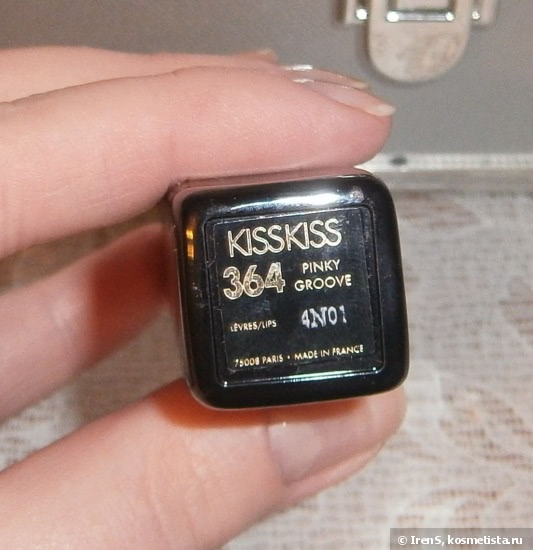 KISSKISS
364 PINKY GROOVE
LÈVRES/LIPS 4N01
75008 PARIS • MADE IN FRANCE
© IrenS, kosmetista.ru